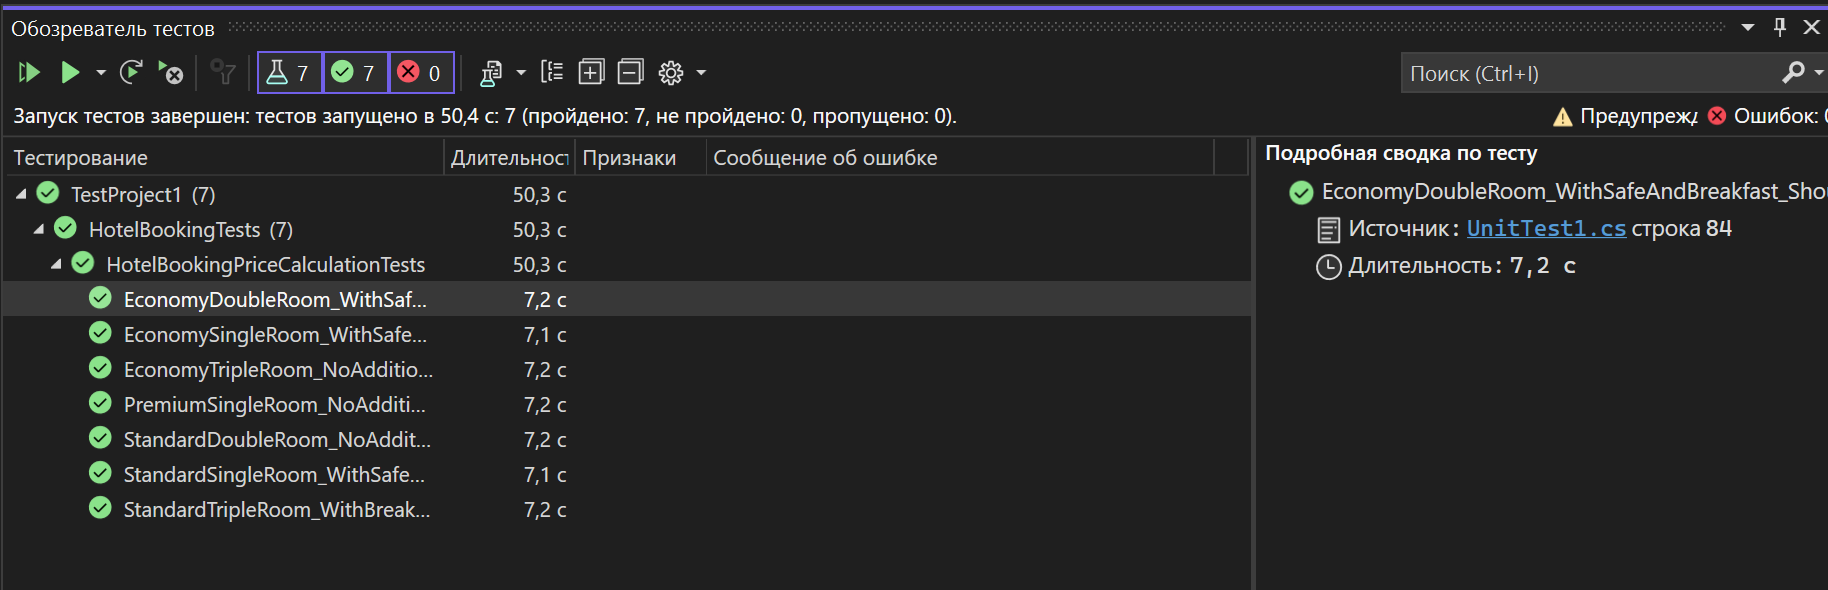 Обозреватель тестов
7 7 0
Поиск (Ctrl+I)
Запуск тестов завершен: тестов запущено в 50,4 с: 7 (пройдено: 7, не пройдено: 0, пропущено: 0).
Предупрежд Ошибок: 0
Тестирование Длительност Признаки Сообщение об ошибке
TestProject1 (7) 50,3 с
HotelBookingTests (7) 50,3 с
HotelBookingPriceCalculationTests 50,3 с
EconomyDoubleRoom_WithSaf... 7,2 с
EconomySingleRoom_WithSafe... 7,1 с
EconomyTripleRoom_NoAdditio... 7,2 с
PremiumSingleRoom_NoAdditi... 7,2 с
StandardDoubleRoom_NoAddit... 7,2 с
StandardSingleRoom_WithSafe... 7,1 с
StandardTripleRoom_WithBreak... 7,2 с
Подробная сводка по тесту
EconomyDoubleRoom_WithSafeAndBreakfast_Shou
Источник: UnitTest1.cs строка 84
Длительность: 7,2 с